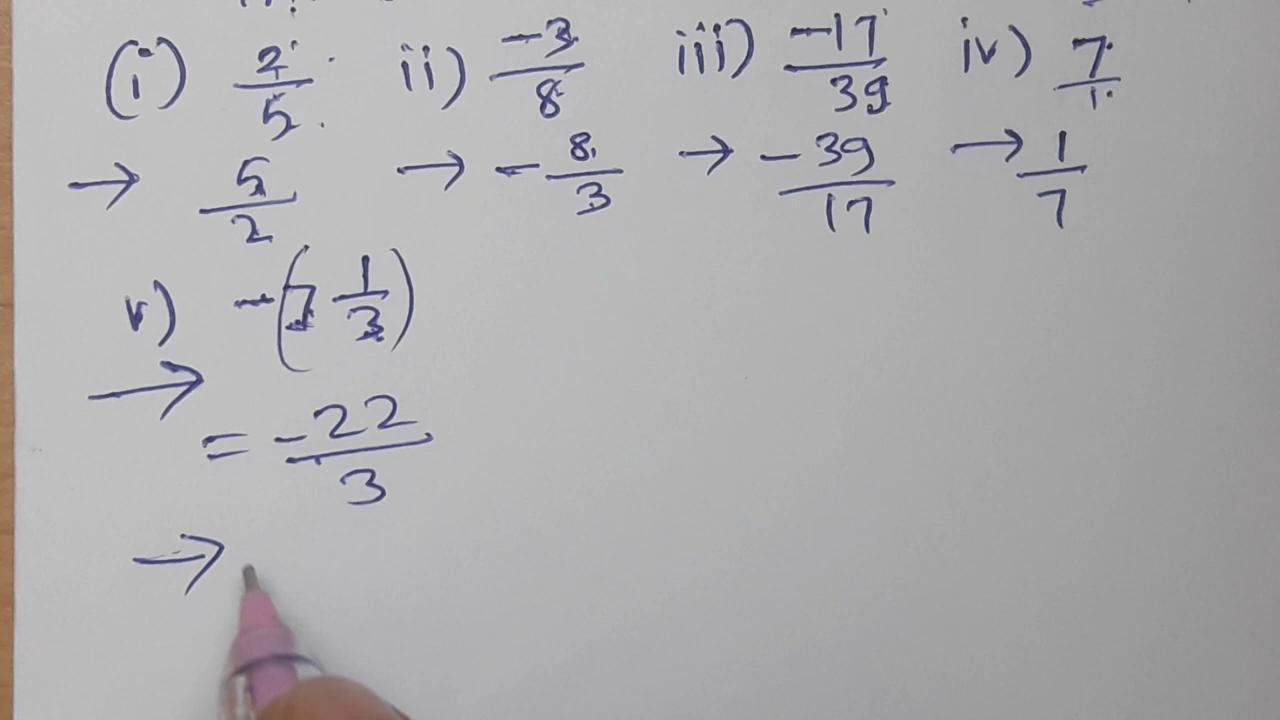 (i) 2/5 ii) -3/8 iii) -17/39 iv) 7/1
→ 5/2 → -8/3 → -39/17 → 1/7
v) -(7 1/3)
→
= -22/3
→